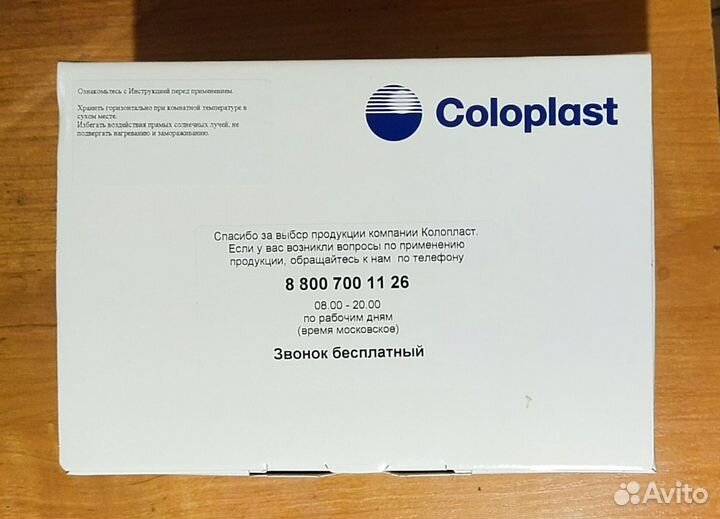 Ознакомьтесь с Инструкцией перед применением.
Хранить горизонтально при комнатной температуре в
сухом месте.
Избегать воздействия прямых солнечных лучей, не
подвергать нагреванию и замораживанию.
Coloplast
Спасибо за выбор продукции компании Колопласт.
Если у вас возникли вопросы по применению
продукции, обращайтесь к нам по телефону
8 800 700 11 26
08.00 - 20.00
по рабочим дням
(время московское)
Звонок бесплатный
Avito